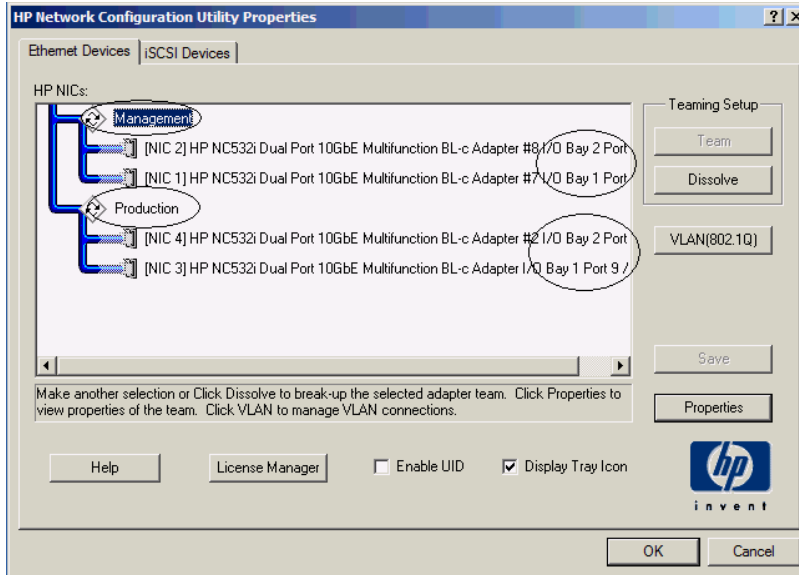 HP Network Configuration Utility Properties
Ethernet Devices
iSCSI Devices
HP NICs:
Management
[NIC 2] HP NC532i Dual Port 10GbE Multifunction BL-c Adapter #8 I/O Bay 2 Port
[NIC 1] HP NC532i Dual Port 10GbE Multifunction BL-c Adapter #7 I/O Bay 1 Port
Production
[NIC 4] HP NC532i Dual Port 10GbE Multifunction BL-c Adapter #2 I/O Bay 2 Port
[NIC 3] HP NC532i Dual Port 10GbE Multifunction BL-c Adapter I/O Bay 1 Port 9 /
Make another selection or Click Dissolve to break-up the selected adapter team. Click Properties to
view properties of the team. Click VLAN to manage VLAN connections.
Teaming Setup
Team
Dissolve
VLAN(802.1Q)
Save
Properties
Help
License Manager
Enable UID
Display Tray Icon
hp
invent
OK
Cancel